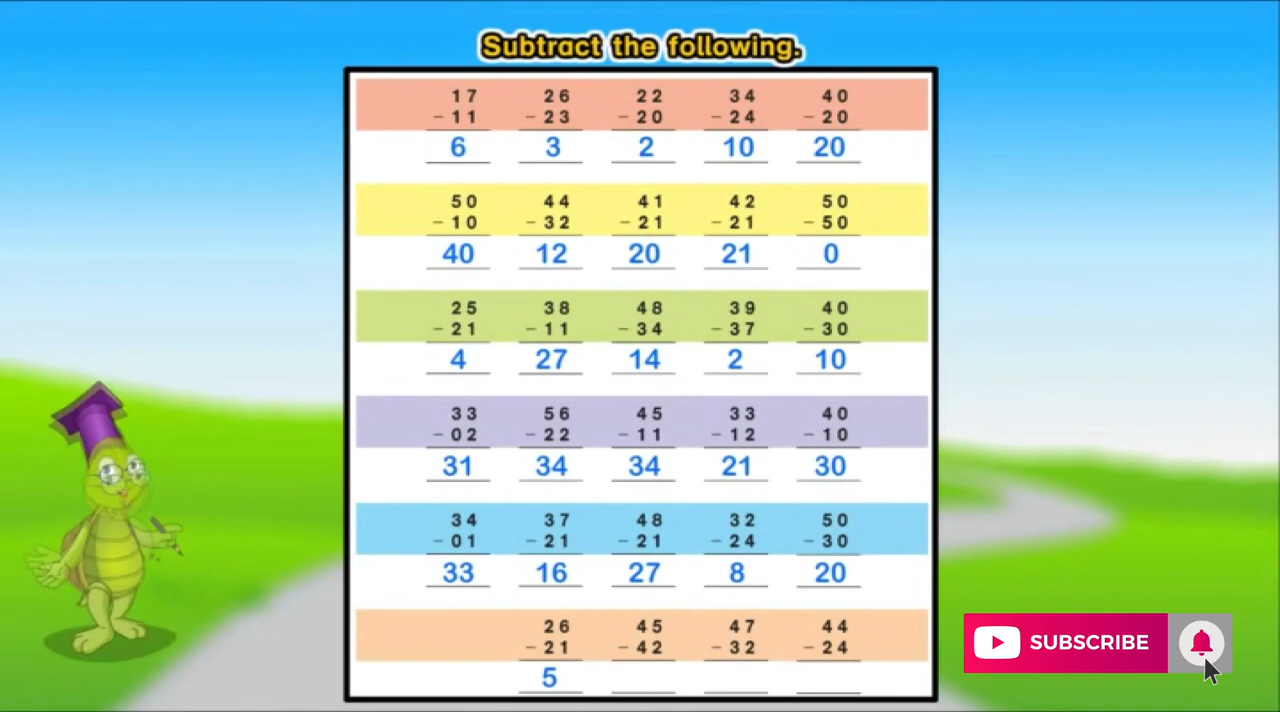 Subtract the following.
17 26 22 34 40
- 11 - 23 - 20 - 24 - 20
6 3 2 10 20
50 44 41 42 50
- 10 - 32 - 21 - 21 - 50
40 12 20 21 0
25 38 48 39 40
- 21 - 11 - 34 - 37 - 30
4 27 14 2 10
33 56 45 33 40
- 02 - 22 - 11 - 12 - 10
31 34 34 21 30
34 37 48 32 50
- 01 - 21 - 21 - 24 - 30
33 16 27 8 20
26 45 47 44
- 21 - 42 - 32 - 24
5
SUBSCRIBE